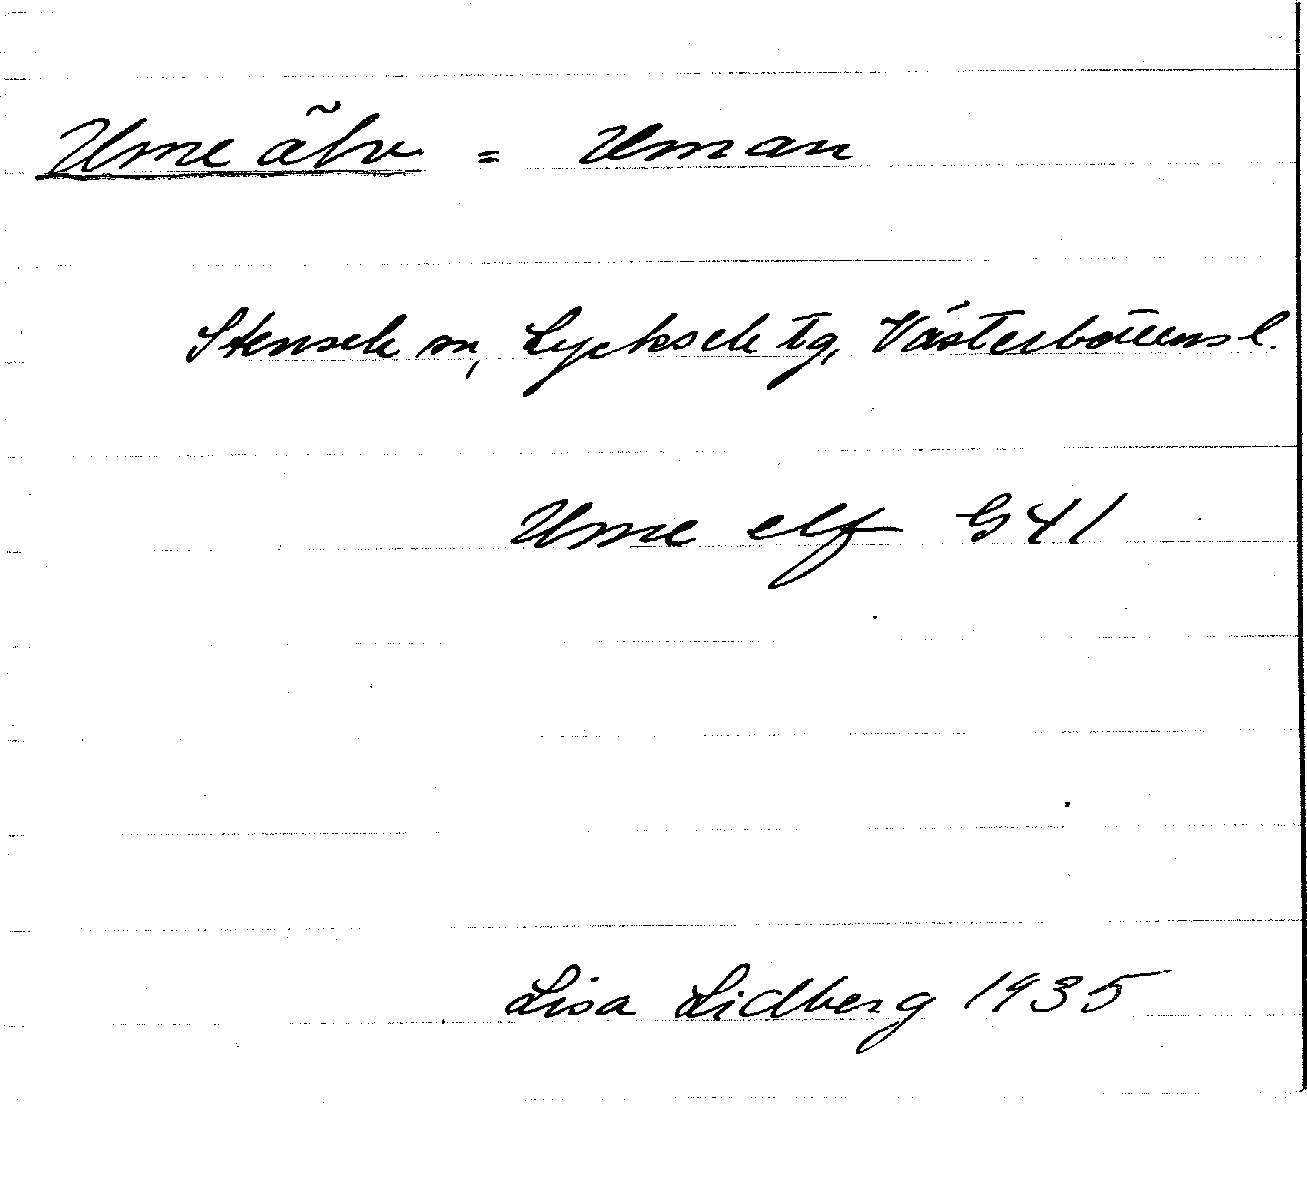 Ume älv = Uman
Stensele sn, Lycksele tg, Västerbottens l.
Ume elf G41
Lisa Lidberg 1935